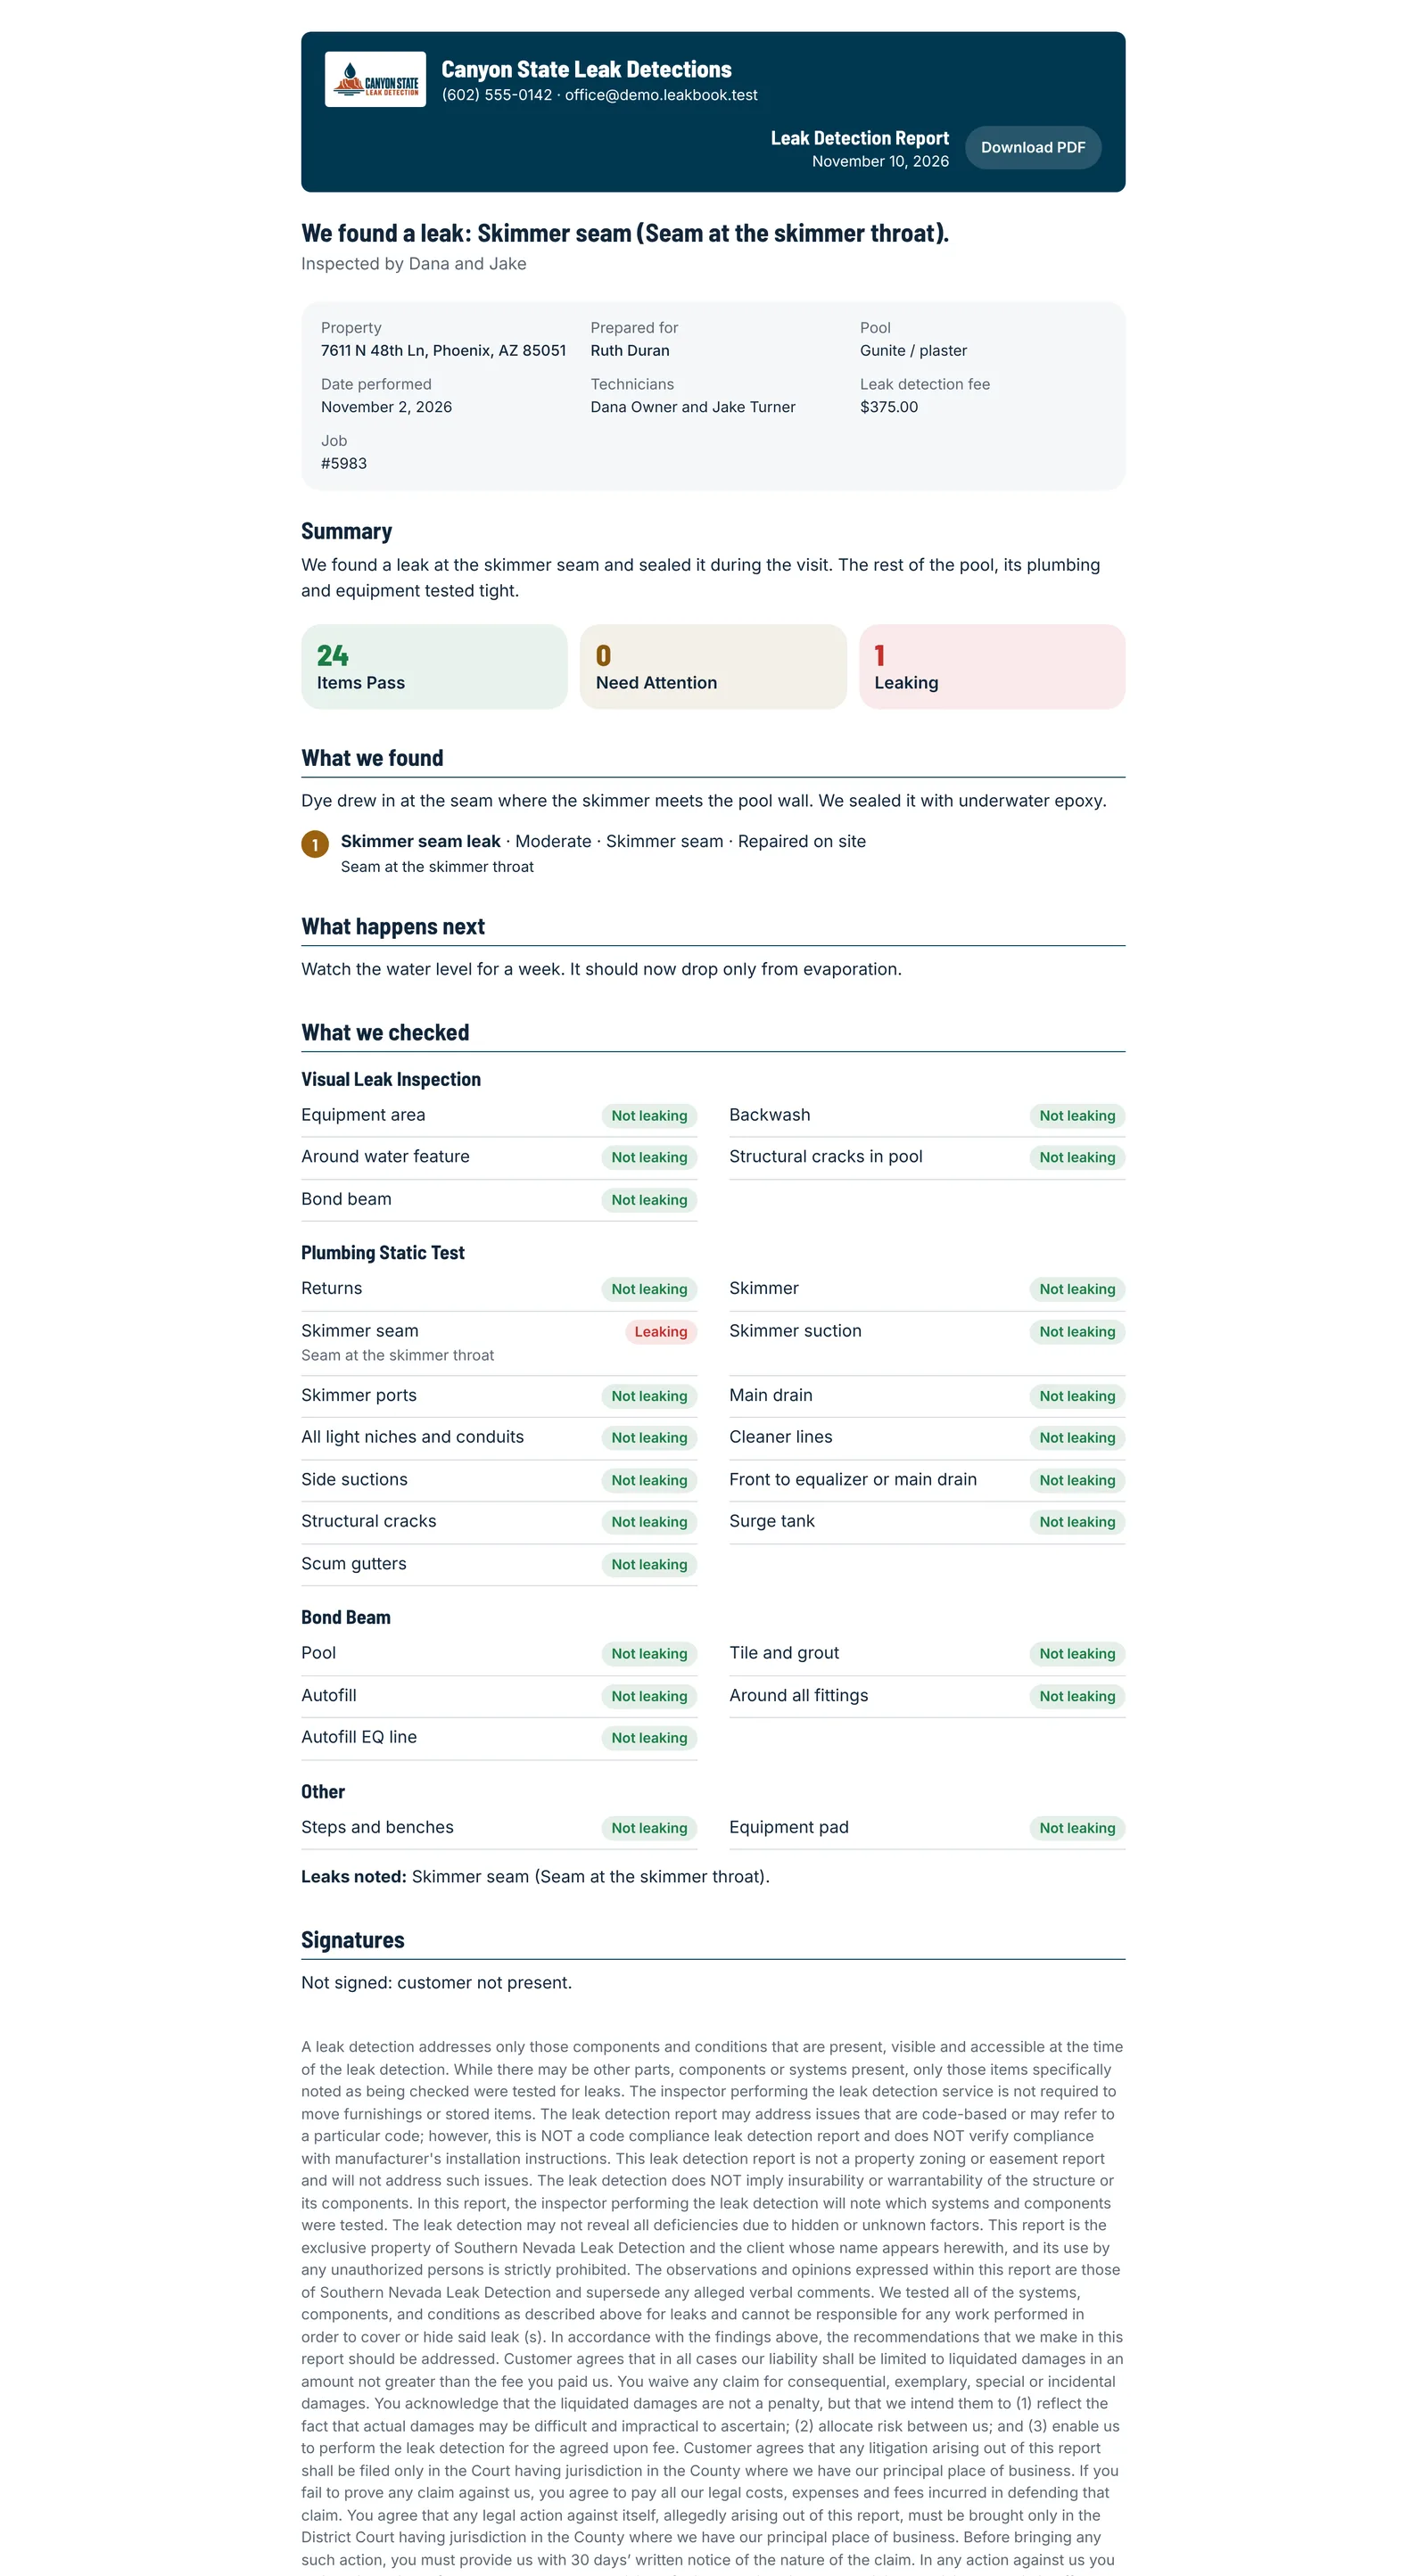 CANYON STATE
LEAK DETECTION
Canyon State Leak Detections
(602) 555-0142 · office@demo.leakbook.test
Leak Detection Report
November 10, 2026
Download PDF
We found a leak: Skimmer seam (Seam at the skimmer throat).
Inspected by Dana and Jake
Property
7611 N 48th Ln, Phoenix, AZ 85051
Prepared for
Ruth Duran
Pool
Gunite / plaster
Date performed
November 2, 2026
Technicians
Dana Owner and Jake Turner
Leak detection fee
$375.00
Job
#5983
Summary
We found a leak at the skimmer seam and sealed it during the visit. The rest of the pool, its plumbing
and equipment tested tight.
24
Items Pass
0
Need Attention
1
Leaking
What we found
Dye drew in at the seam where the skimmer meets the pool wall. We sealed it with underwater epoxy.
1 Skimmer seam leak · Moderate · Skimmer seam · Repaired on site
Seam at the skimmer throat
What happens next
Watch the water level for a week. It should now drop only from evaporation.
What we checked
Visual Leak Inspection
Equipment area Not leaking
Backwash Not leaking
Around water feature Not leaking
Structural cracks in pool Not leaking
Bond beam Not leaking
Plumbing Static Test
Returns Not leaking
Skimmer Not leaking
Skimmer seam Leaking
Seam at the skimmer throat
Skimmer suction Not leaking
Skimmer ports Not leaking
Main drain Not leaking
All light niches and conduits Not leaking
Cleaner lines Not leaking
Side suctions Not leaking
Front to equalizer or main drain Not leaking
Structural cracks Not leaking
Surge tank Not leaking
Scum gutters Not leaking
Bond Beam
Pool Not leaking
Tile and grout Not leaking
Autofill Not leaking
Around all fittings Not leaking
Autofill EQ line Not leaking
Other
Steps and benches Not leaking
Equipment pad Not leaking
Leaks noted: Skimmer seam (Seam at the skimmer throat).
Signatures
Not signed: customer not present.
A leak detection addresses only those components and conditions that are present, visible and accessible at the time
of the leak detection. While there may be other parts, components or systems present, only those items specifically
noted as being checked were tested for leaks. The inspector performing the leak detection service is not required to
move furnishings or stored items. The leak detection report may address issues that are code-based or may refer to
a particular code; however, this is NOT a code compliance leak detection report and does NOT verify compliance
with manufacturer's installation instructions. This leak detection report is not a property zoning or easement report
and will not address such issues. The leak detection does NOT imply insurability or warrantability of the structure or
its components. In this report, the inspector performing the leak detection will note which systems and components
were tested. The leak detection may not reveal all deficiencies due to hidden or unknown factors. This report is the
exclusive property of Southern Nevada Leak Detection and the client whose name appears herewith, and its use by
any unauthorized persons is strictly prohibited. The observations and opinions expressed within this report are those
of Southern Nevada Leak Detection and supersede any alleged verbal comments. We tested all of the systems,
components, and conditions as described above for leaks and cannot be responsible for any work performed in
order to cover or hide said leak (s). In accordance with the findings above, the recommendations that we make in this
report should be addressed. Customer agrees that in all cases our liability shall be limited to liquidated damages in an
amount not greater than the fee you paid us. You waive any claim for consequential, exemplary, special or incidental
damages. You acknowledge that the liquidated damages are not a penalty, but that we intend them to (1) reflect the
fact that actual damages may be difficult and impractical to ascertain; (2) allocate risk between us; and (3) enable us
to perform the leak detection for the agreed upon fee. Customer agrees that any litigation arising out of this report
shall be filed only in the Court having jurisdiction in the County where we have our principal place of business. If you
fail to prove any claim against us, you agree to pay all our legal costs, expenses and fees incurred in defending that
claim. You agree that any legal action against itself, allegedly arising out of this report, must be brought only in the
District Court having jurisdiction in the County where we have our principal place of business. Before bringing any
such action, you must provide us with 30 days’ written notice of the nature of the claim. In any action against us you